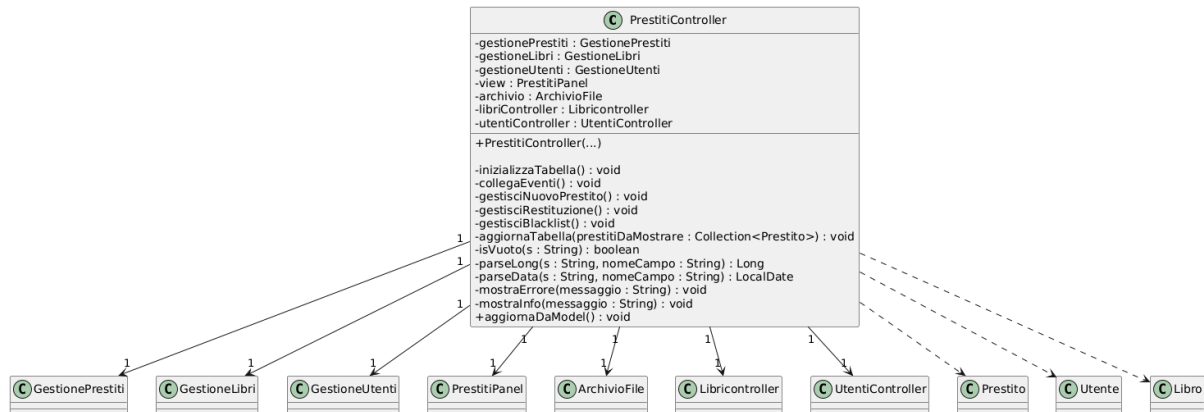 C PrestitiController
-gestionePrestiti : GestionePrestiti
-gestioneLibri : GestioneLibri
-gestioneUtenti : GestioneUtenti
-view : PrestitiPanel
-archivio : ArchivioFile
-libriController : Libricontroller
-utentiController : UtentiController
+PrestitiController(...)
-inizializzaTabella() : void
-collegaEventi() : void
-gestisciNuovoPrestito() : void
-gestisciRestituzione() : void
-gestisciBlacklist() : void
-aggiornaTabella(prestitiDaMostrare : Collection<Prestito>) : void
-isVuoto(s : String) : boolean
-parseLong(s : String, nomeCampo : String) : Long
-parseData(s : String, nomeCampo : String) : LocalDate
-mostraErrore(messaggio : String) : void
-mostraInfo(messaggio : String) : void
+aggiornaDaModel() : void
1
1
1
1 1 1 1
1 1 1 1 1 1 1
C GestionePrestiti C GestioneLibri C GestioneUtenti C PrestitiPanel C ArchivioFile C Libricontroller C UtentiController C Prestito C Utente C Libro